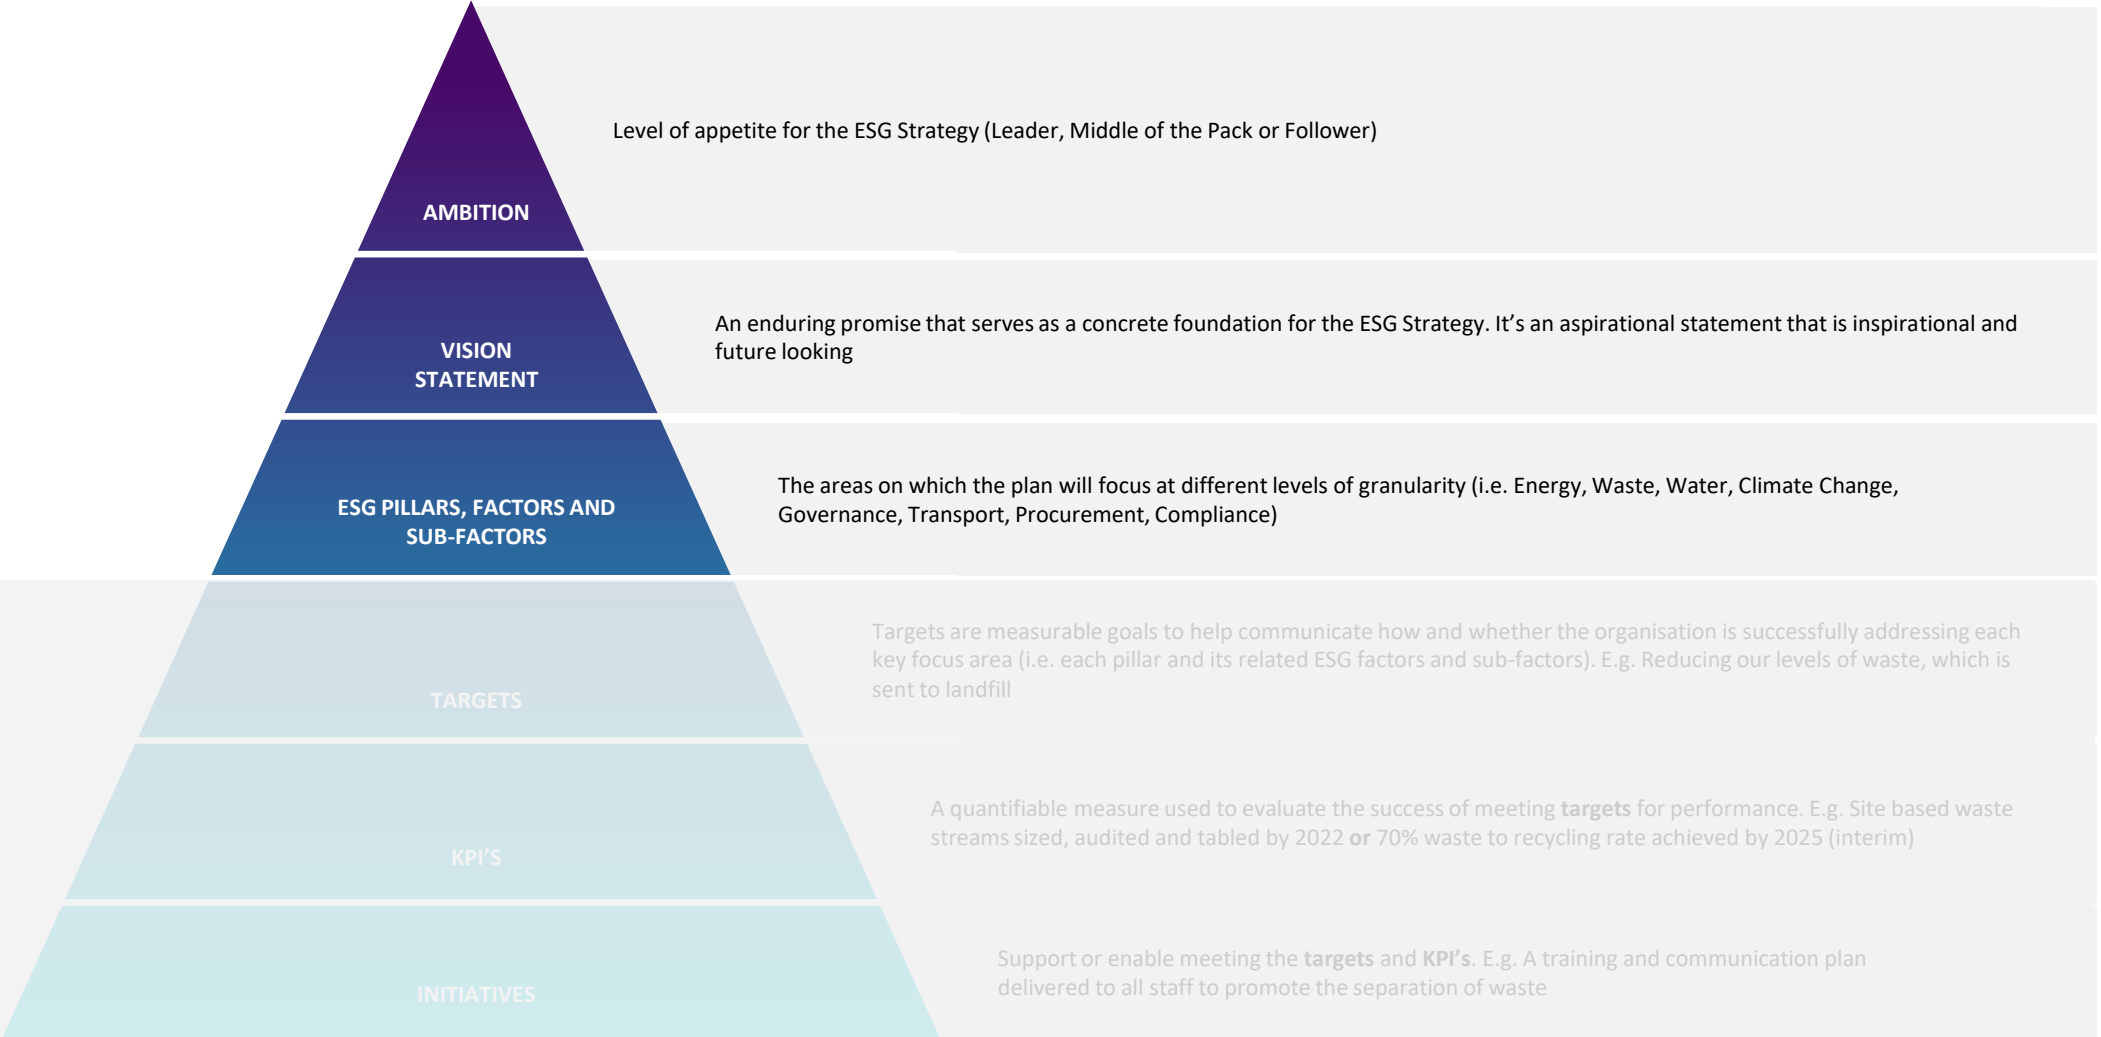 Level of appetite for the ESG Strategy (Leader, Middle of the Pack or Follower)
AMBITION
An enduring promise that serves as a concrete foundation for the ESG Strategy. It’s an aspirational statement that is inspirational and
future looking
VISION
STATEMENT
The areas on which the plan will focus at different levels of granularity (i.e. Energy, Waste, Water, Climate Change,
Governance, Transport, Procurement, Compliance)
ESG PILLARS, FACTORS AND
SUB-FACTORS
Targets are measurable goals to help communicate how and whether the organisation is successfully addressing each
key focus area (i.e. each pillar and its related ESG factors and sub-factors). E.g. Reducing our levels of waste, which is
sent to landfill
TARGETS
A quantifiable measure used to evaluate the success of meeting targets for performance. E.g. Site based waste
streams sized, audited and tabled by 2022 or 70% waste to recycling rate achieved by 2025 (interim)
KPI’S
Support or enable meeting the targets and KPI’s. E.g. A training and communication plan
delivered to all staff to promote the separation of waste
INITIATIVES